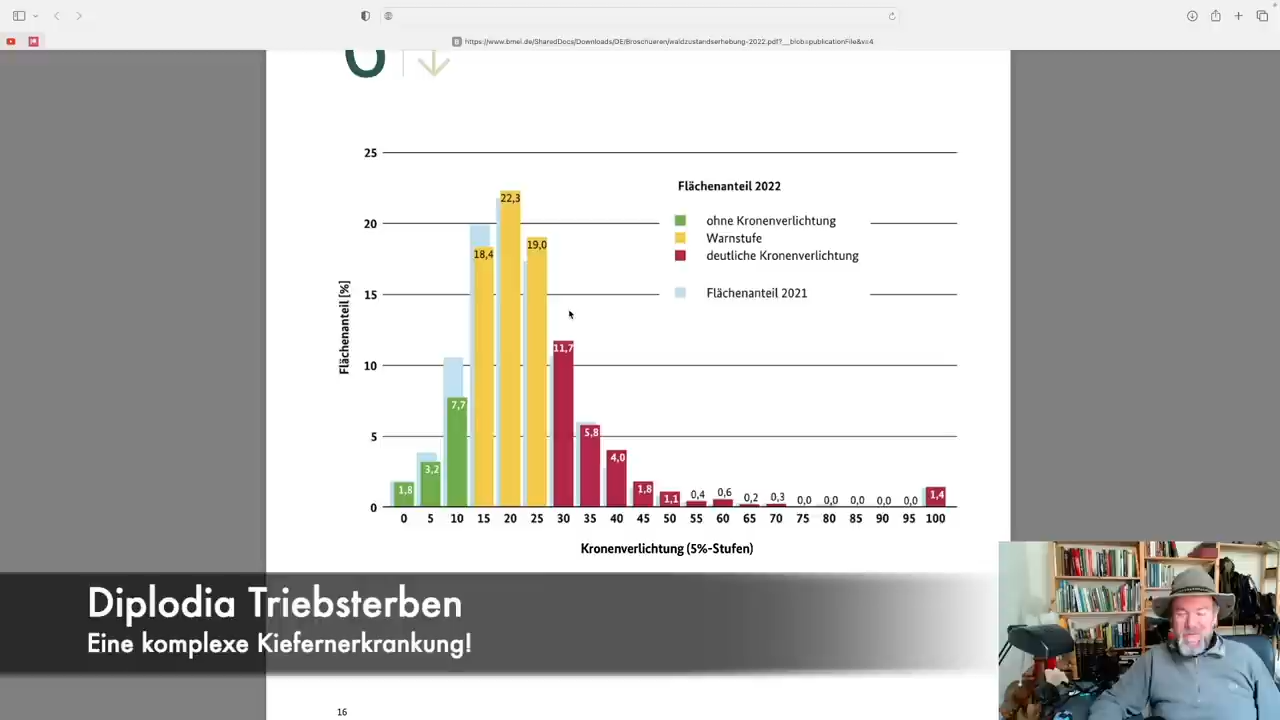 https://www.bmel.de/SharedDocs/Downloads/DE/Broschueren/waldzustandserhebung-2022.pdf?__blob=publicationFile&v=4
25
20
15
10
5
0
Flächenanteil [%]
Flächenanteil 2022
ohne Kronenverlichtung
Warnstufe
deutliche Kronenverlichtung
Flächenanteil 2021
1,8
3,2
7,7
18,4
22,3
19,0
11,7
5,8
4,0
1,8
1,1
0,4
0,6
0,2
0,3
0,0
0,0
0,0
0,0
0,0
1,4
0 5 10 15 20 25 30 35 40 45 50 55 60 65 70 75 80 85 90 95 100
Kronenverlichtung (5%-Stufen)
Diplodia Triebsterben
Eine komplexe Kiefernerkrankung!
16